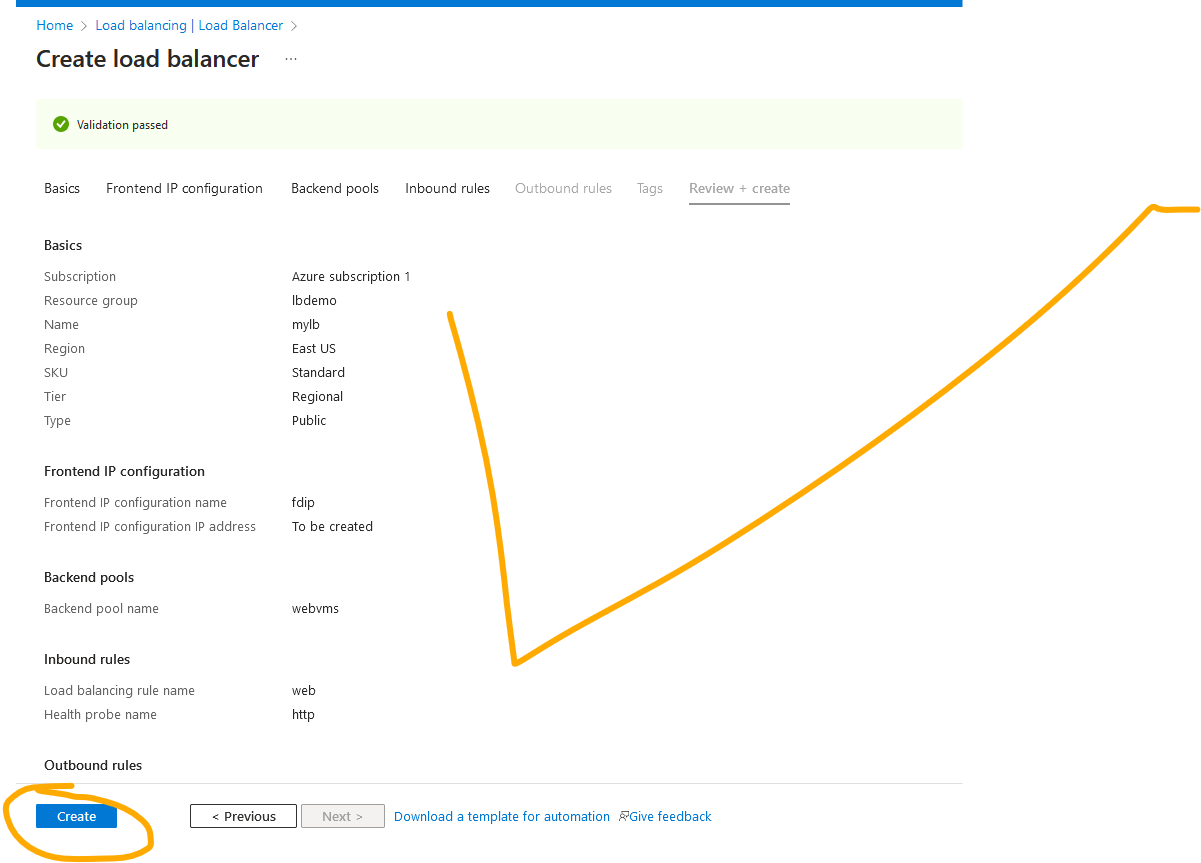 Home > Load balancing | Load Balancer >
Create load balancer ...
Validation passed
Basics Frontend IP configuration Backend pools Inbound rules Outbound rules Tags Review + create
Basics
Subscription Azure subscription 1
Resource group lbdemo
Name mylb
Region East US
SKU Standard
Tier Regional
Type Public
Frontend IP configuration
Frontend IP configuration name fdip
Frontend IP configuration IP address To be created
Backend pools
Backend pool name webvms
Inbound rules
Load balancing rule name web
Health probe name http
Outbound rules
Create < Previous Next > Download a template for automation Give feedback